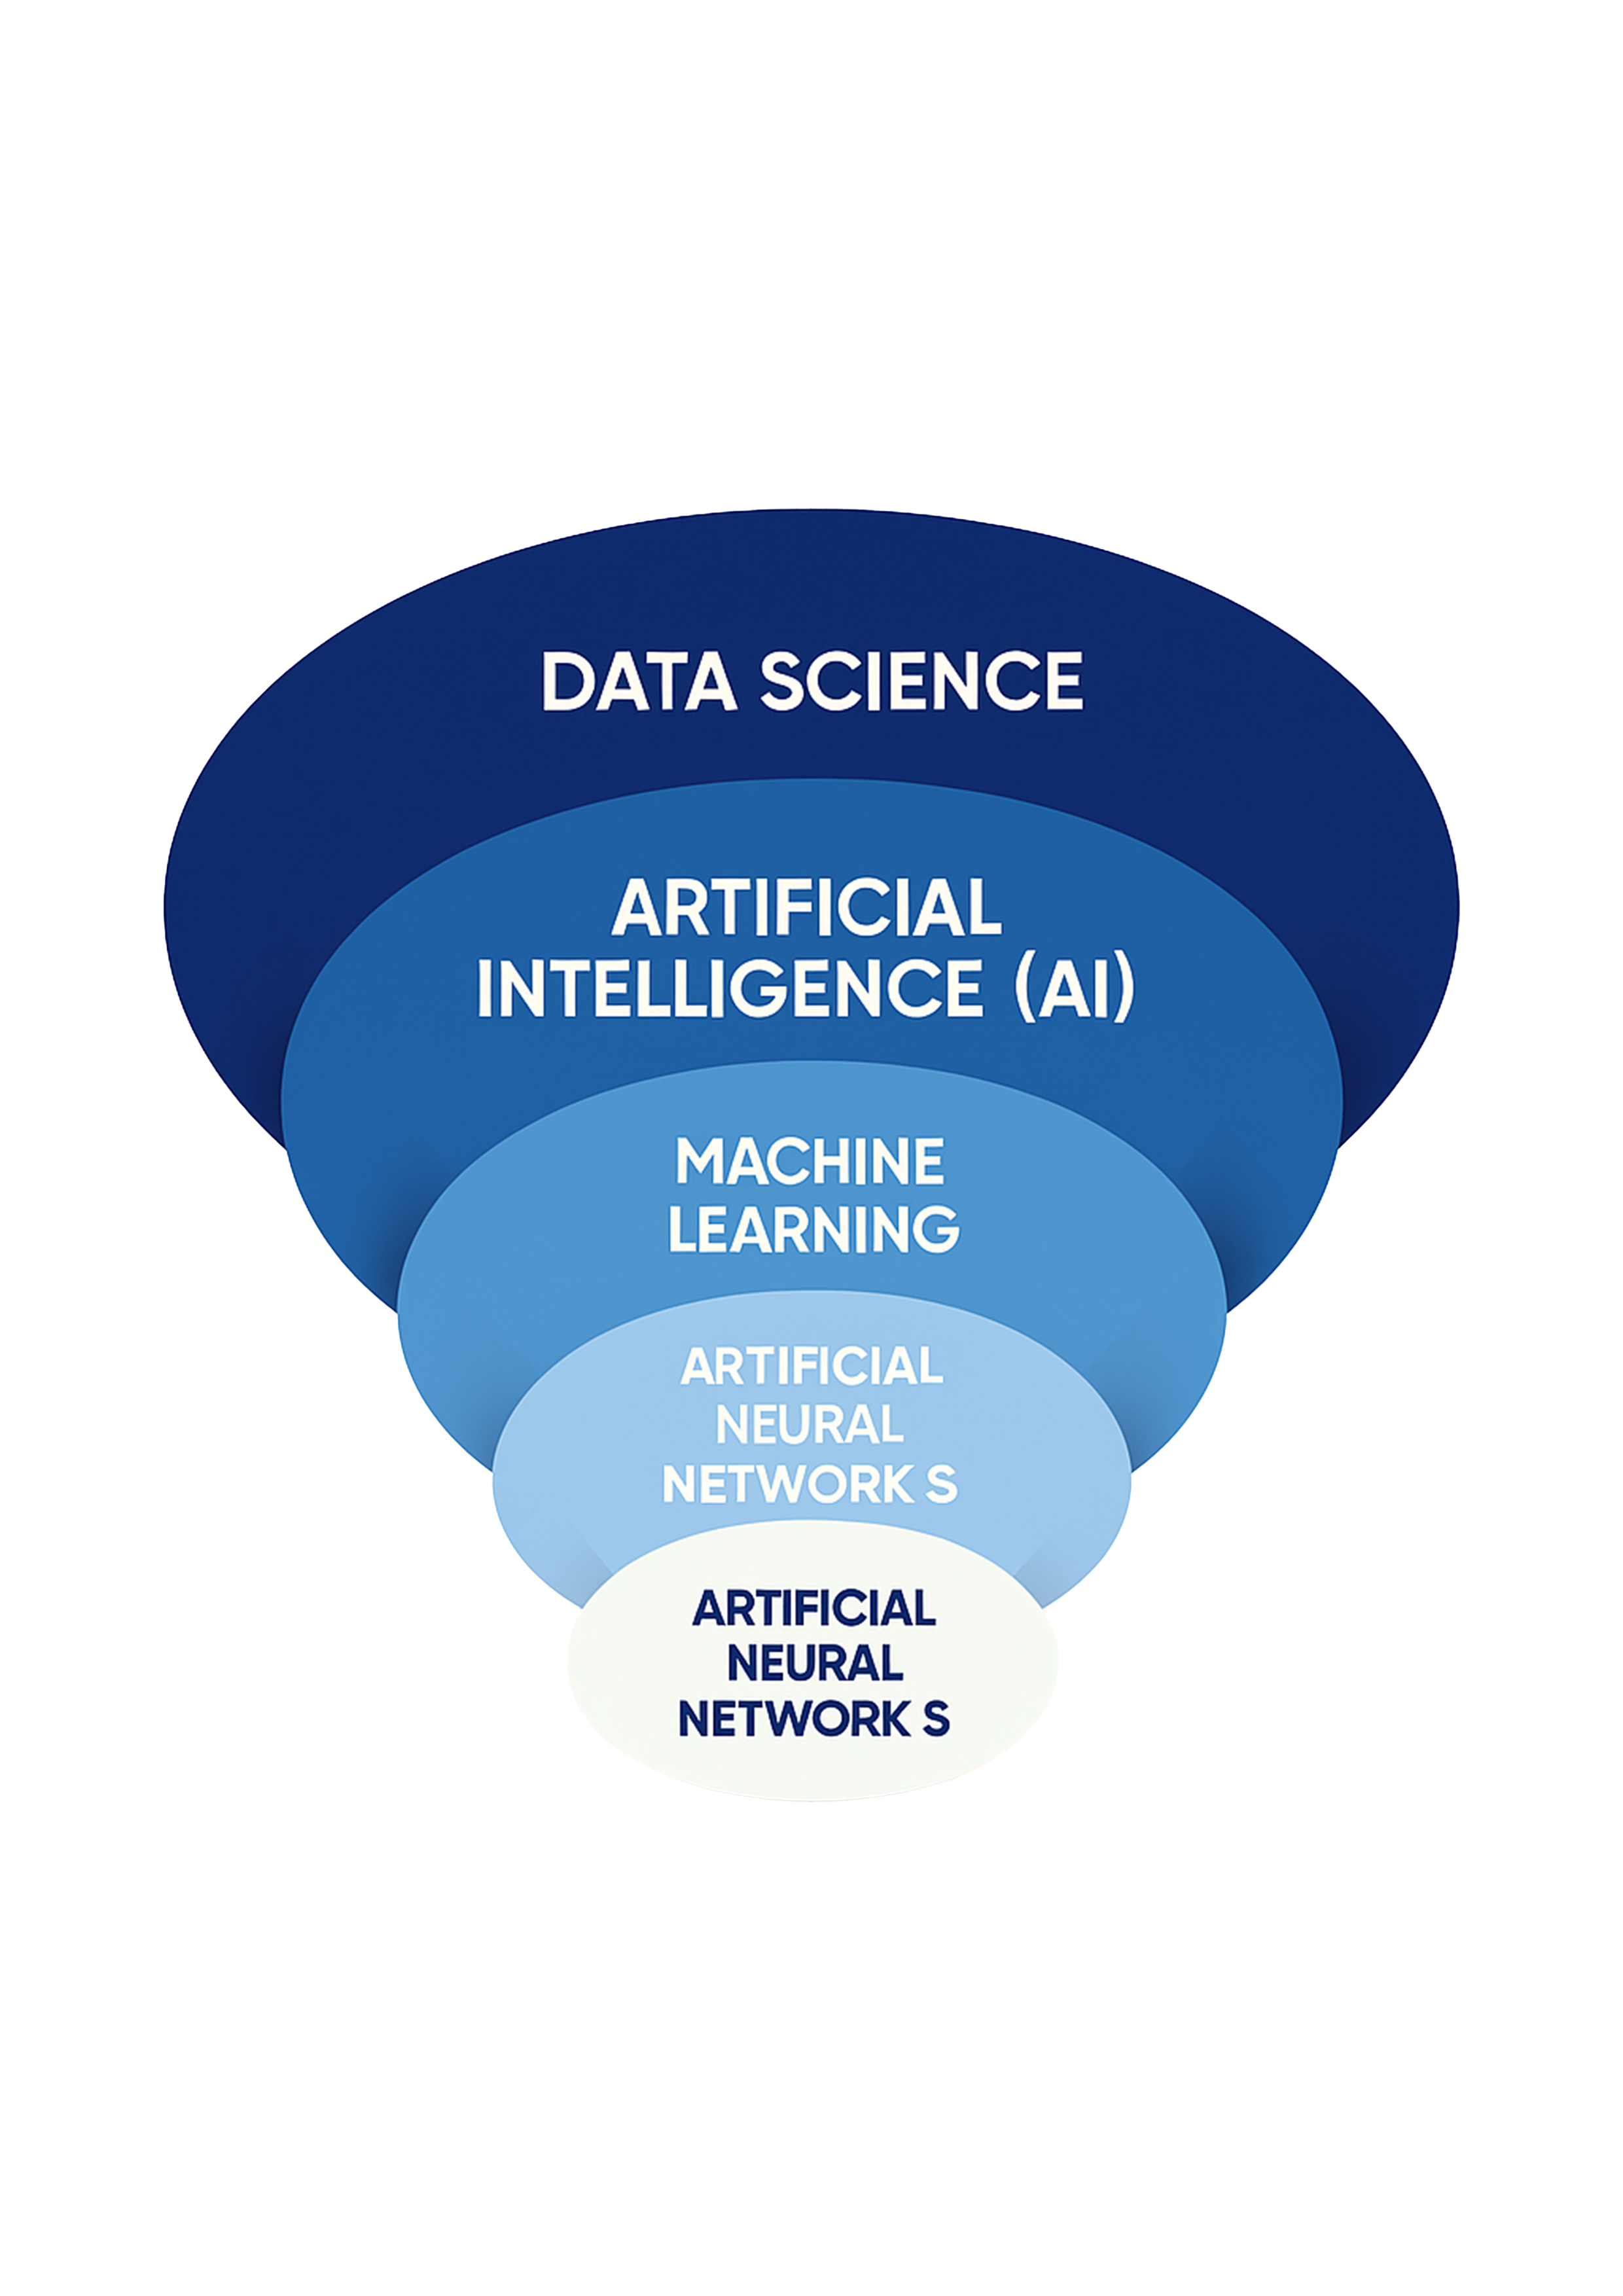 DATA SCIENCE
ARTIFICIAL
INTELLIGENCE (AI)
MACHINE
LEARNING
ARTIFICIAL
NEURAL
NETWORK S
ARTIFICIAL
NEURAL
NETWORK S